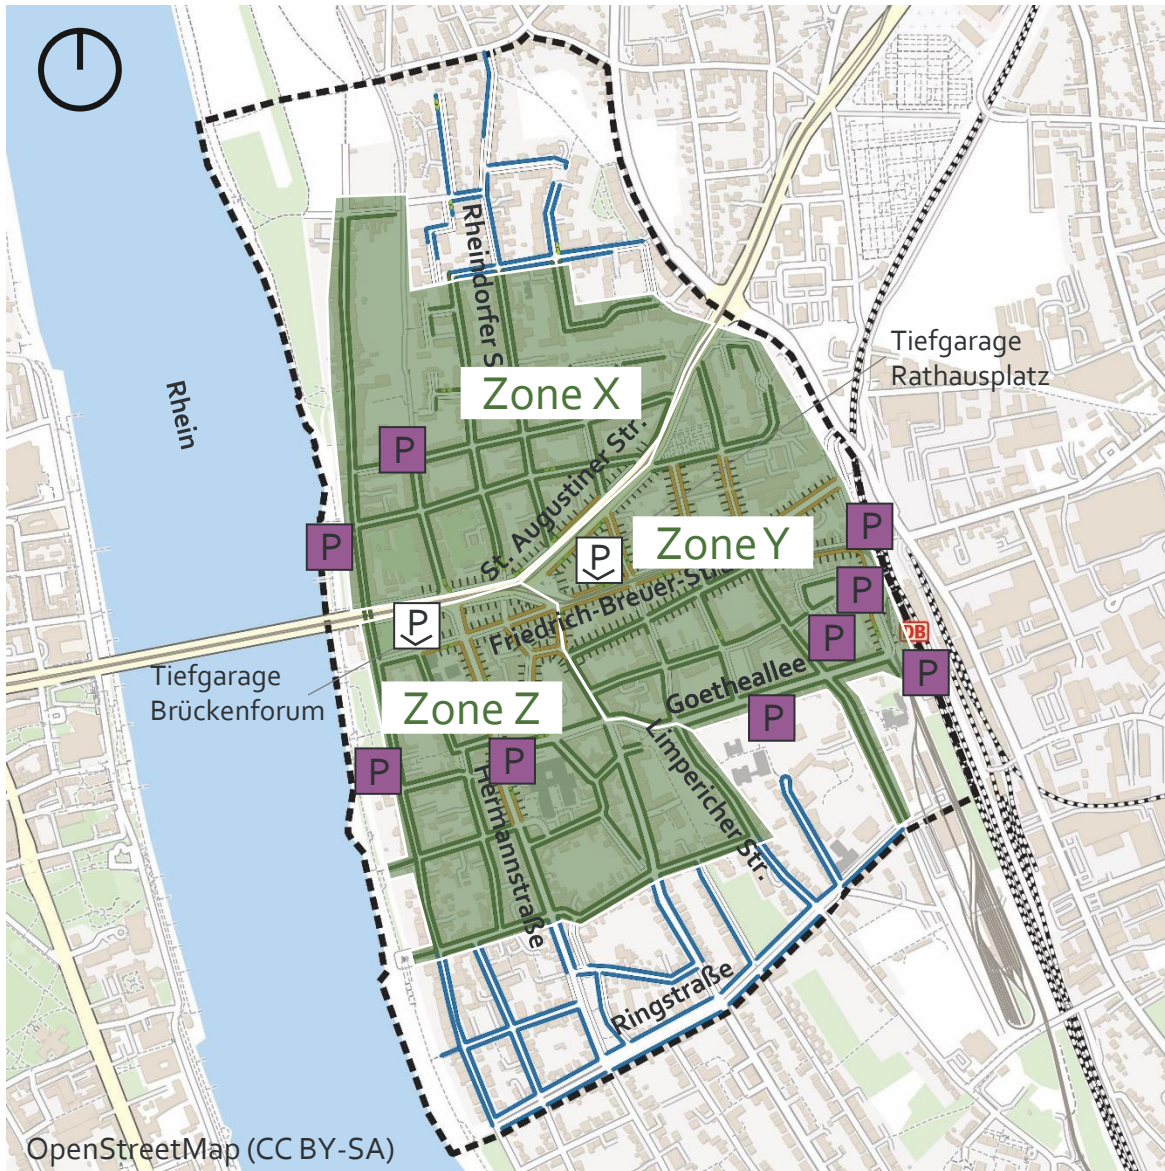 Rheindorfer S
Tiefgarage
Rathausplatz
Rhein
Zone X
P
St. Augustiner Str.
P
P
P
Zone Y
Friedrich-Breuer-Str
P
P
P
DB
Tiefgarage
Brückenforum
P
Goetheallee
Zone Z
P
Limpericher Str.
P
P
Hermannstraße
Ringstraße
OpenStreetMap (CC BY-SA)